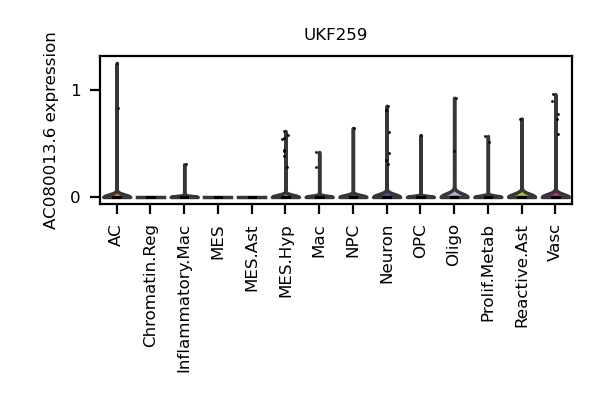 UKF259
AC080013.6 expression
1
0
AC
Chromatin.Reg
Inflammatory.Mac
MES
MES.Ast
MES.Hyp
Mac
NPC
Neuron
OPC
Oligo
Prolif.Metab
Reactive.Ast
Vasc